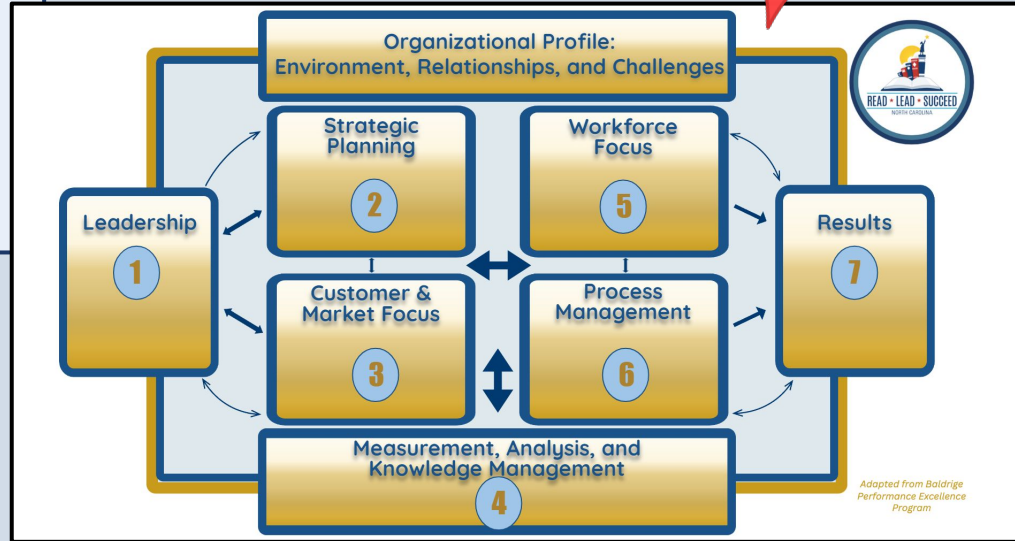 Organizational Profile:
Environment, Relationships, and Challenges
READ • LEAD • SUCCEED
NORTH CAROLINA
Leadership
1
Strategic
Planning
2
Customer &
Market Focus
3
Workforce
Focus
5
Process
Management
6
Results
7
Measurement, Analysis, and
Knowledge Management
4
Adapted from Baldrige
Performance Excellence
Program